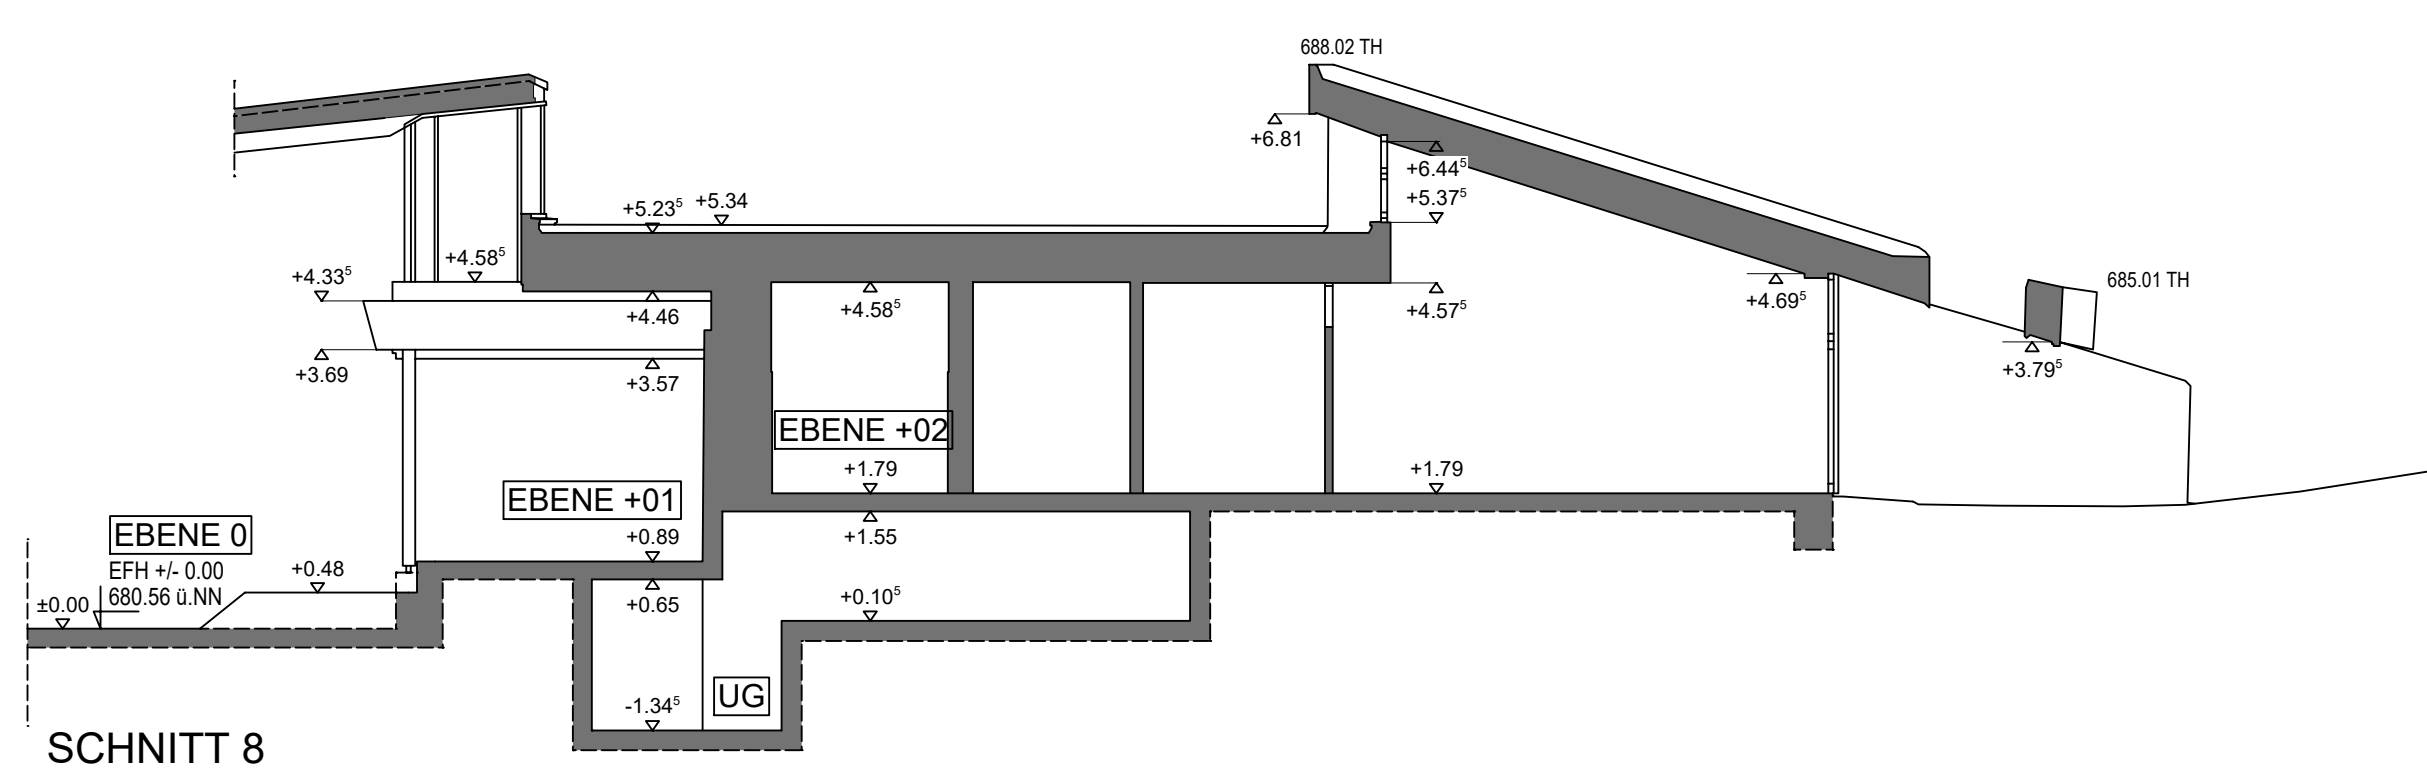 688.02 TH
+6.81
+6.44⁵
+5.37⁵
+5.23⁵
+5.34
+4.58⁵
+4.33⁵
+4.46
+4.58⁵
+4.57⁵
+4.69⁵
685.01 TH
+3.69
+3.57
+3.79⁵
EBENE +02
+1.79
+1.79
EBENE +01
+0.89
+1.55
EBENE 0
EFH +/- 0.00
680.56 ü.NN
±0.00
+0.48
+0.65
+0.10⁵
-1.34⁵
UG
SCHNITT 8